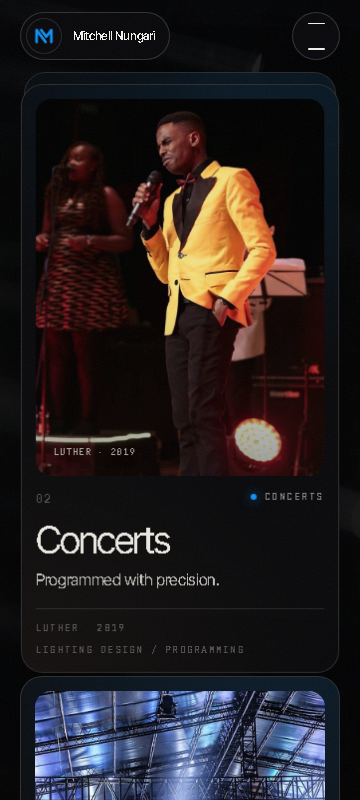 Mitchell Nungari
LUTHER · 2019
02
CONCERTS
Concerts
Programmed with precision.
LUTHER 2019
LIGHTING DESIGN / PROGRAMMING